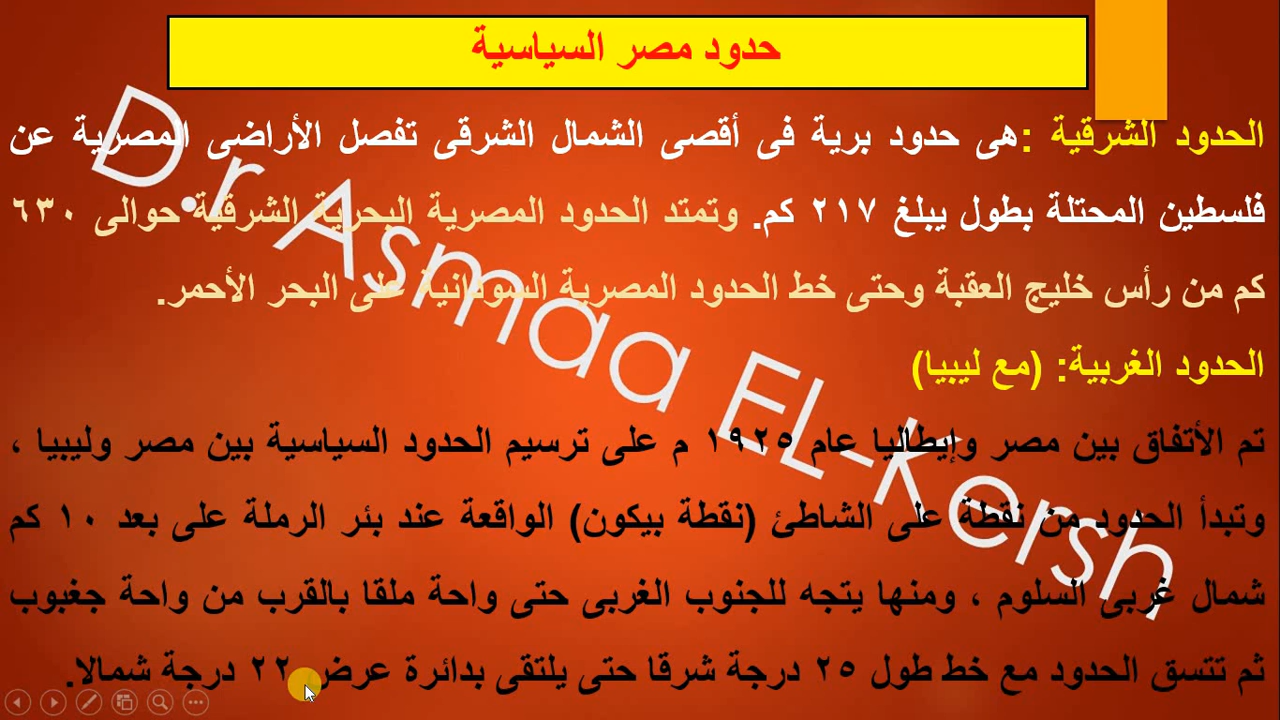 حدود مصر السياسية
الحدود الشرقية :هى حدود برية فى أقصى الشمال الشرقى تفصل الأراضى المصرية عن
فلسطين المحتلة بطول يبلغ ٢١٧ كم. وتمتد الحدود المصرية البحرية الشرقية حوالى ٦٣٠
كم من رأس خليج العقبة وحتى خط الحدود المصرية السودانية على البحر الأحمر.
الحدود الغربية: (مع ليبيا)
تم الأتفاق بين مصر وإيطاليا عام ١٩٢٥ م على ترسيم الحدود السياسية بين مصر وليبيا ،
وتبدأ الحدود من نقطة على الشاطئ (نقطة بيكون) الواقعة عند بئر الرملة على بعد ١٠ كم
شمال غربى السلوم ، ومنها يتجه للجنوب الغربى حتى واحة ملقا بالقرب من واحة جغبوب
ثم تتسق الحدود مع خط طول ٢٥ درجة شرقا حتى يلتقى بدائرة عرض ٢٢ درجة شمالا.
D.r Asmaa EL-Kersh